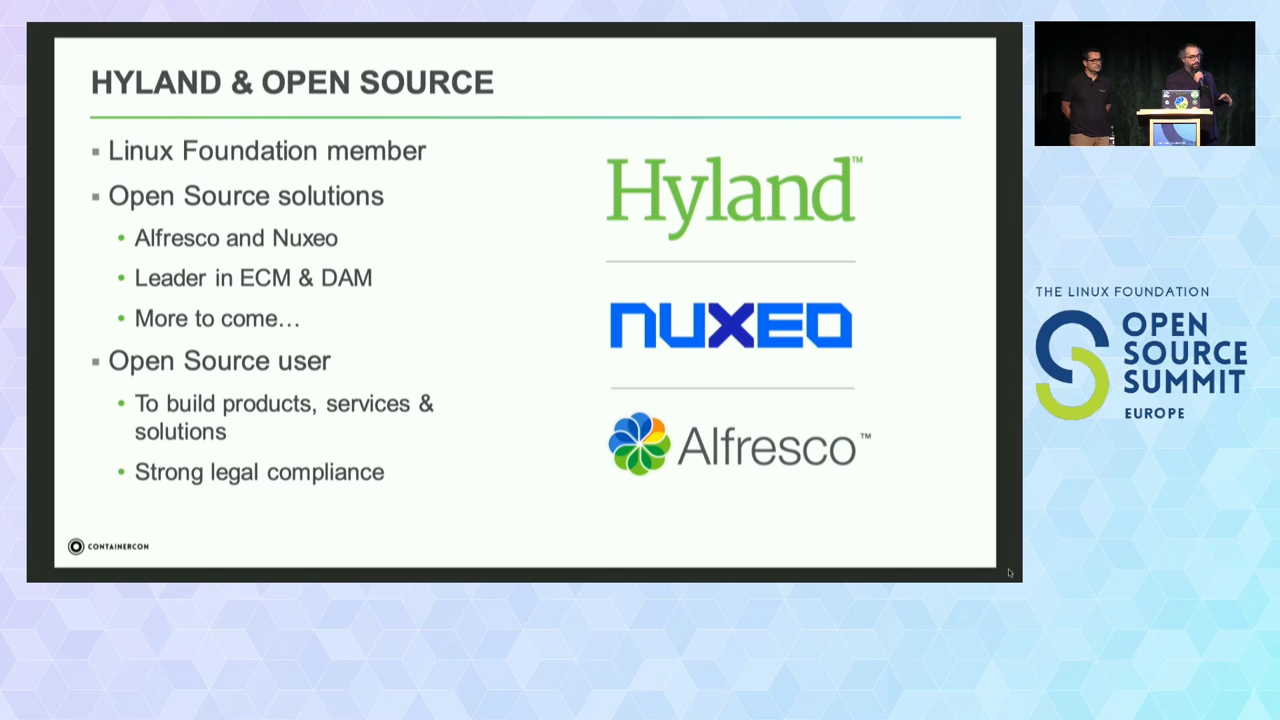 HYLAND & OPEN SOURCE
▪ Linux Foundation member
▪ Open Source solutions
• Alfresco and Nuxeo
• Leader in ECM & DAM
• More to come…
▪ Open Source user
• To build products, services &
solutions
• Strong legal compliance
Hyland™
NUXEO
Alfresco™
CONTAINERCON
THE LINUX FOUNDATION
OPEN
SOURCE
SUMMIT
EUROPE